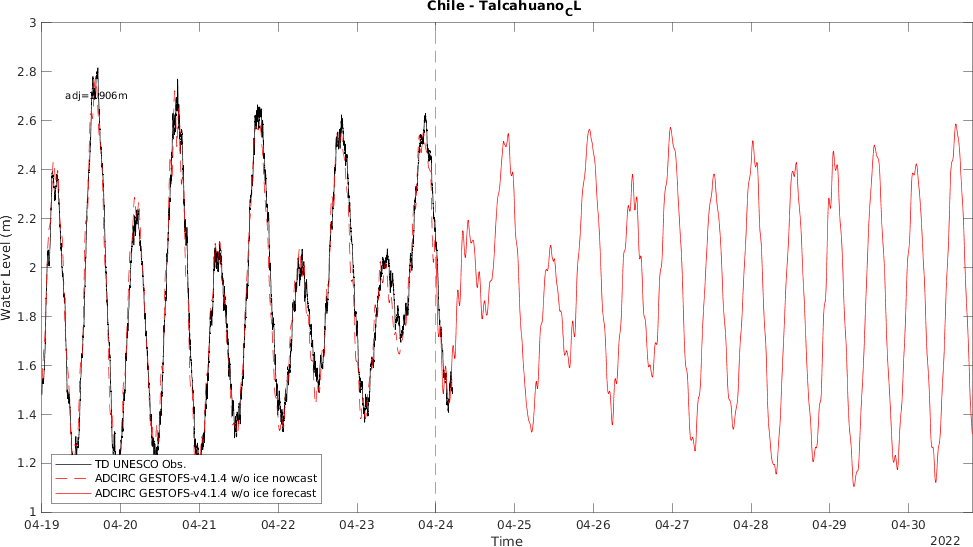 Chile - Talcahuano_CL
3
2.8
adj=1.906m
2.6
2.4
2.2
2
1.8
1.6
1.4
1.2
1
Water Level (m)
TD UNESCO Obs.
ADCIRC GESTOFS-v4.1.4 w/o ice nowcast
ADCIRC GESTOFS-v4.1.4 w/o ice forecast
04-19 04-20 04-21 04-22 04-23 04-24 04-25 04-26 04-27 04-28 04-29 04-30
Time
2022